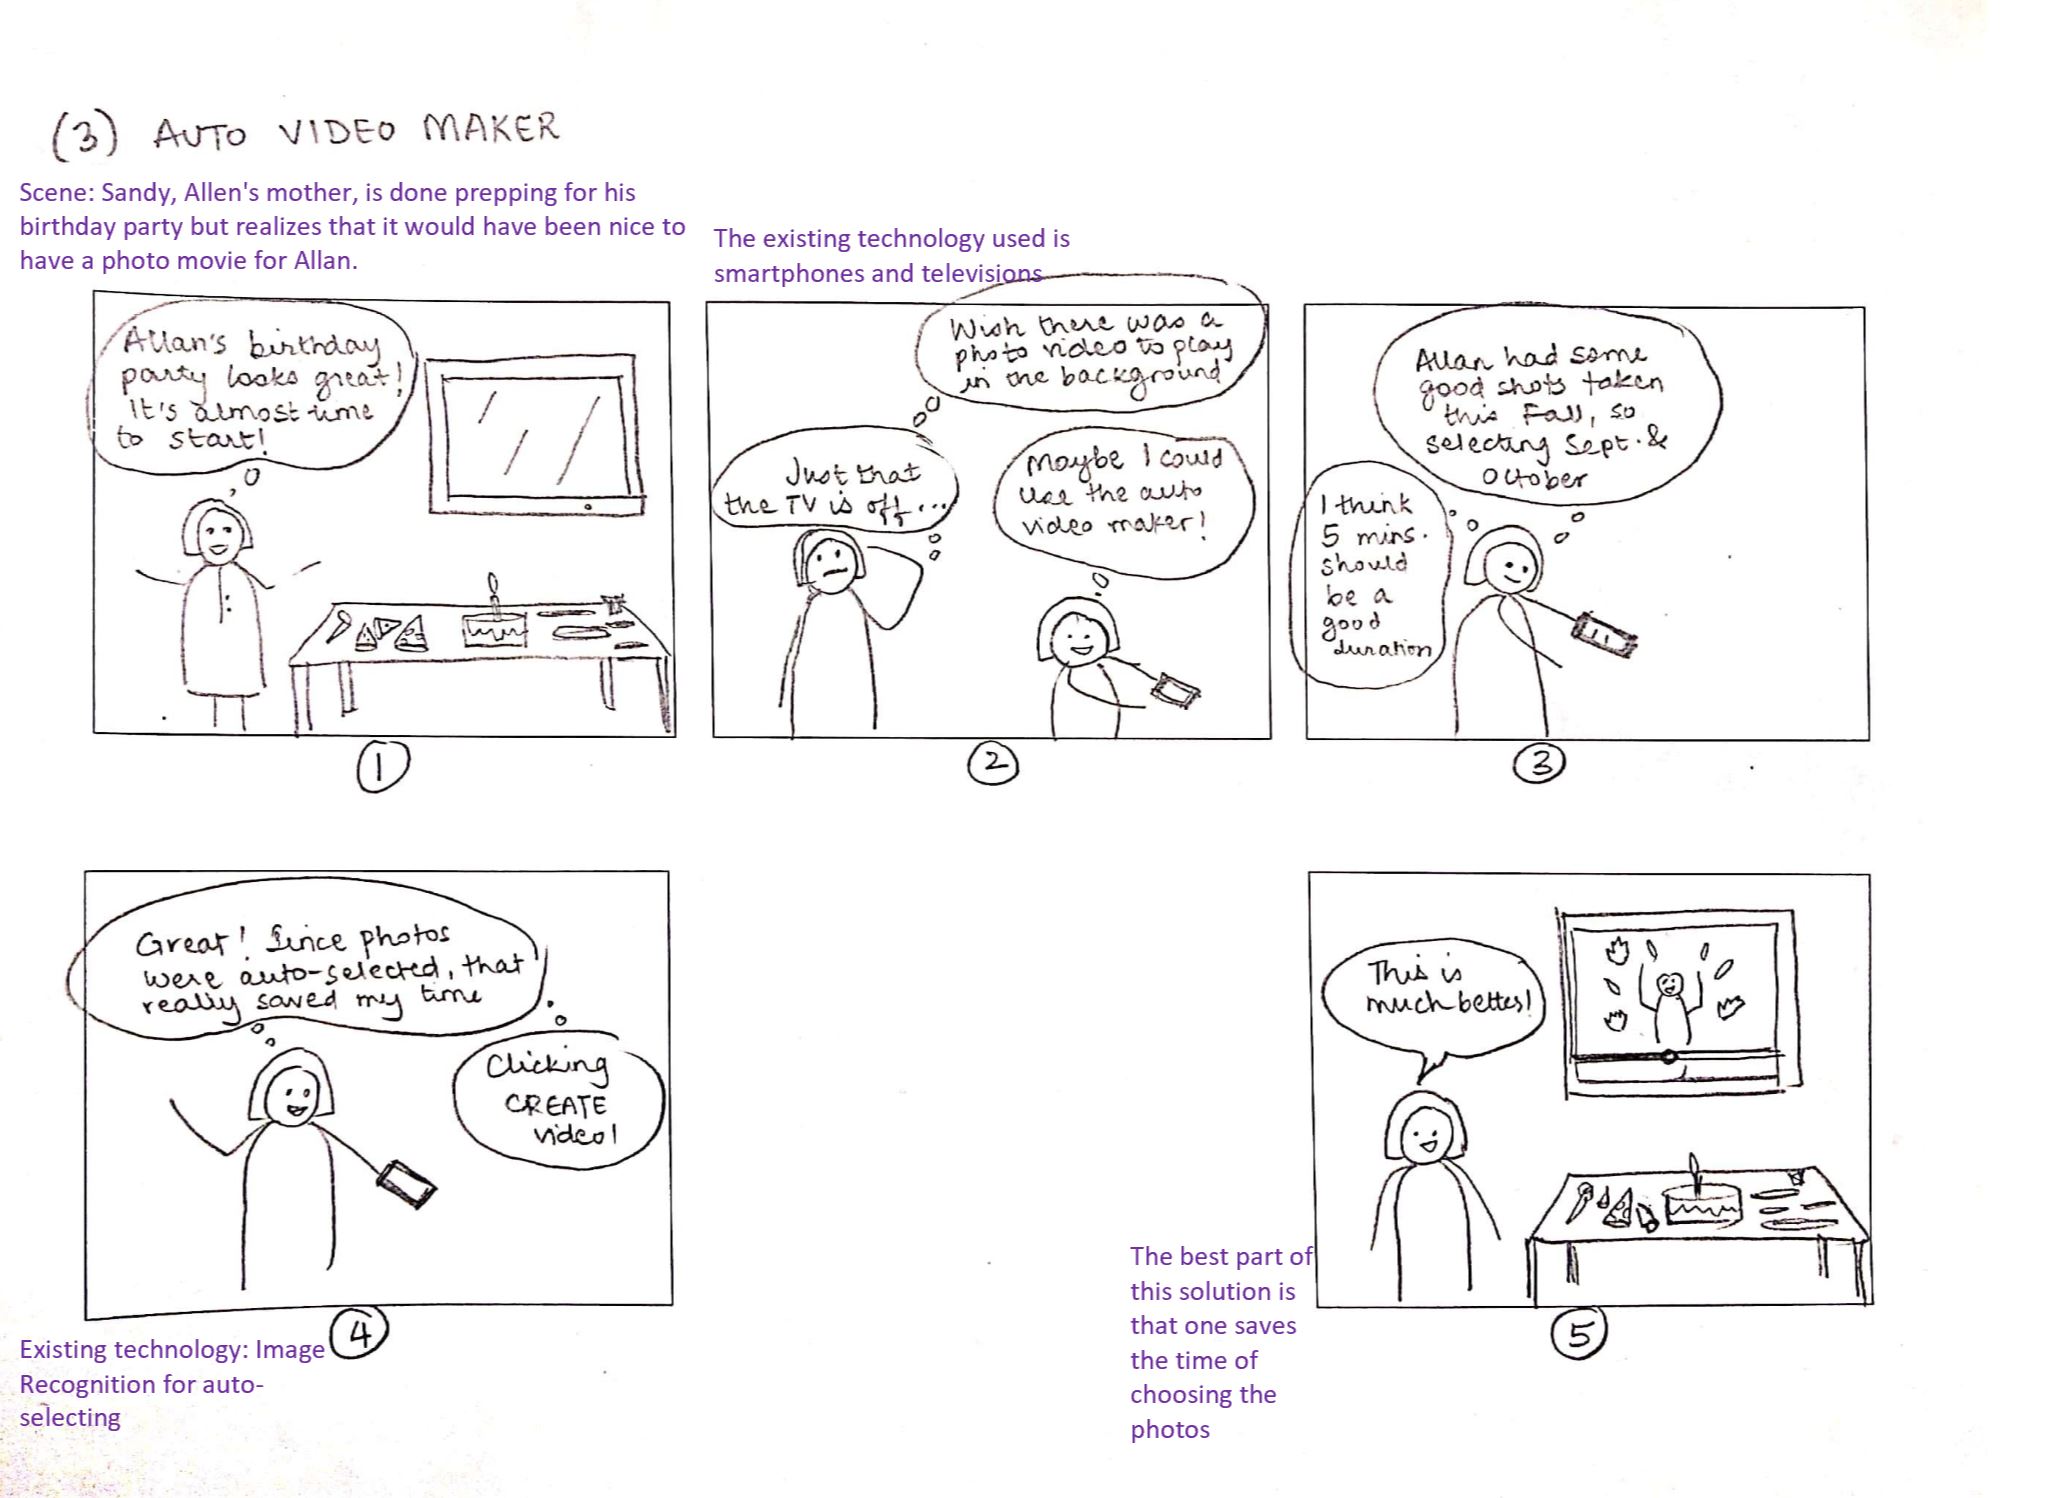 (3) AUTO VIDEO MAKER
Scene: Sandy, Allen's mother, is done prepping for his
birthday party but realizes that it would have been nice to
have a photo movie for Allan.
The existing technology used is
smartphones and televisions
Allan's birthday
party looks great!
It's almost time
to start!
1
Just that
the TV is off...
Wish there was a
photo video to play
in the background
Maybe I could
use the auto
video maker!
2
Allan had some
good shots taken
this Fall, so
selecting Sept. &
October
I think
5 mins.
should
be a
good
duration
3
Great! Since photos
were auto-selected, that
really saved my time
Clicking
CREATE
video!
4
Existing technology: Image
Recognition for auto-
selecting
This is
much better!
5
The best part of
this solution is
that one saves
the time of
choosing the
photos